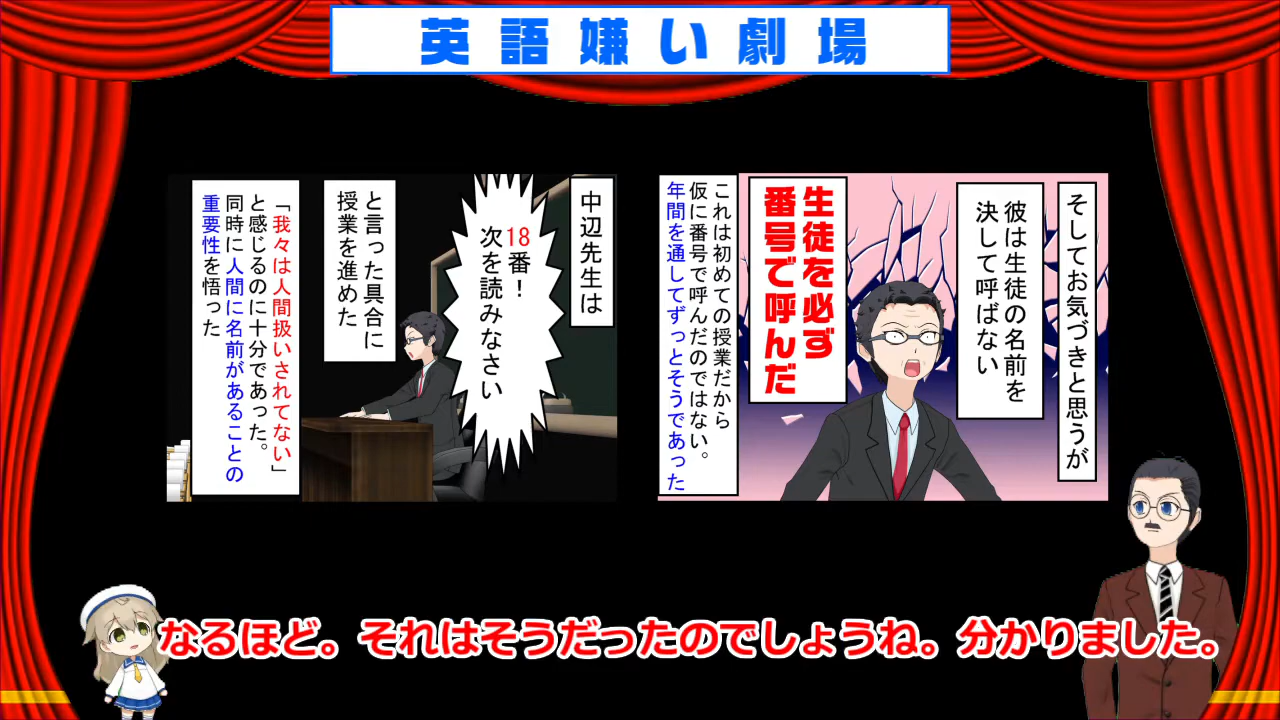 英語嫌い劇場
そしてお気づきと思うが
彼は生徒の名前を
決して呼ばない
生徒を必ず
番号で呼んだ
これは初めての授業だから
仮に番号で呼んだのではない。
年間を通してずっとそうであった
中辺先生は
18番！
次を読みなさい
と言った具合に
授業を進めた
「我々は人間扱いされてない」
と感じるのに十分であった。
同時に人間に名前があることの
重要性を悟った
なるほど。それはそうだったのでしょうね。分かりました。